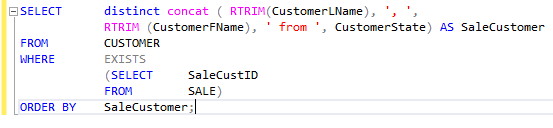 SELECT distinct concat ( RTRIM(CustomerLName), ', ',
RTRIM (CustomerFName), ' from ', CustomerState) AS SaleCustomer
FROM CUSTOMER
WHERE EXISTS
(SELECT SaleCustID
FROM SALE)
ORDER BY SaleCustomer;